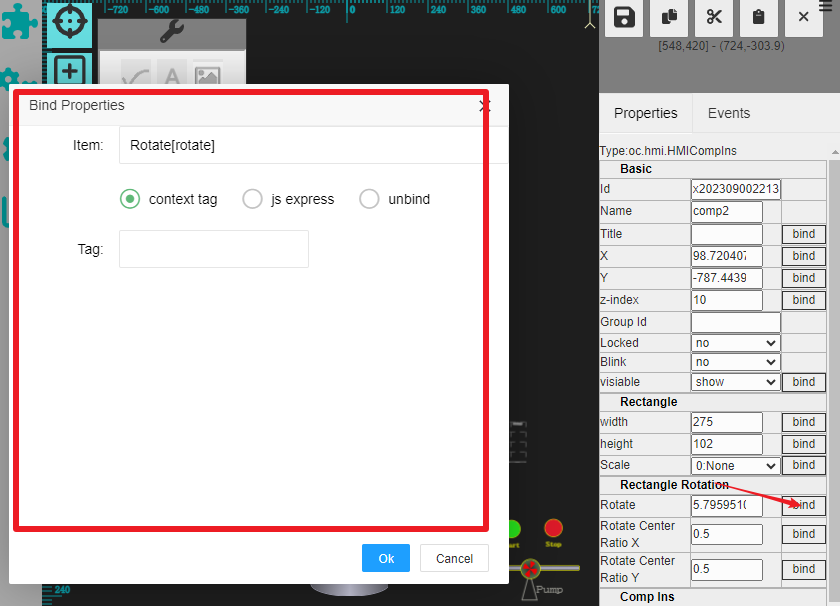 -720
-600
-480
-360
-240
-120
0
120
240
360
480
600
[548,420] - (724,-303.9)
A
Bind Properties
Item:
Rotate[rotate]
context tag
js express
unbind
Tag:
Ok
Cancel
Stop
Pump
240
Properties
Events
Type:oc.hmi.HMICompIns
Basic
Id
x202309002213
Name
comp2
Title
bind
X
98.720407
bind
Y
-787.4439
bind
z-index
10
bind
Group Id
Locked
no
Blink
no
visiable
show
bind
Rectangle
width
275
bind
height
102
bind
Scale
0:None
bind
Rectangle Rotation
Rotate
5.7959510
bind
Rotate Center
Ratio X
0.5
bind
Rotate Center
Ratio Y
0.5
bind
Comp Ins